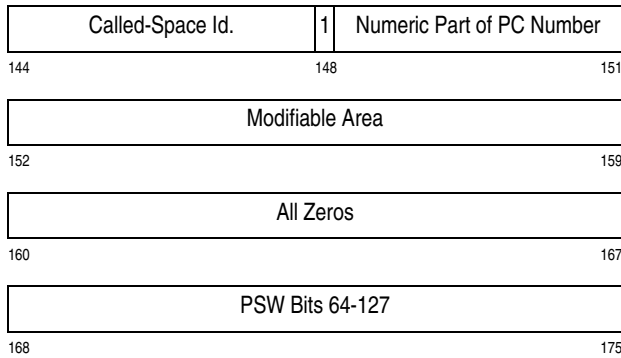 Called-Space Id. 1 Numeric Part of PC Number
144 148 151
Modifiable Area
152 159
All Zeros
160 167
PSW Bits 64-127
168 175